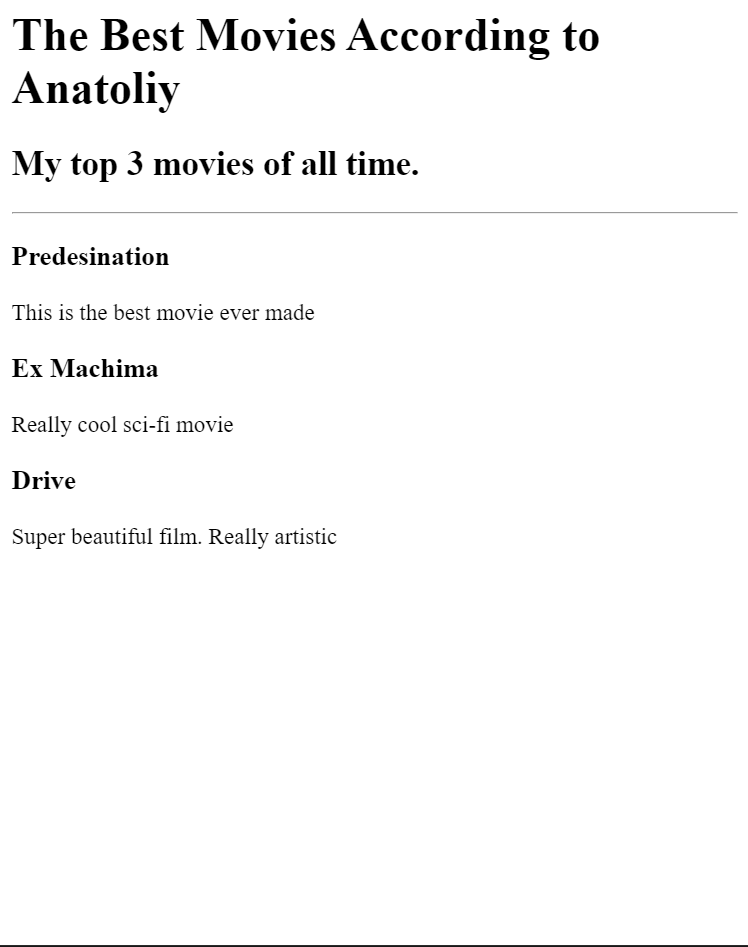 The Best Movies According to
Anatoliy
My top 3 movies of all time.
Predesination
This is the best movie ever made
Ex Machima
Really cool sci-fi movie
Drive
Super beautiful film. Really artistic